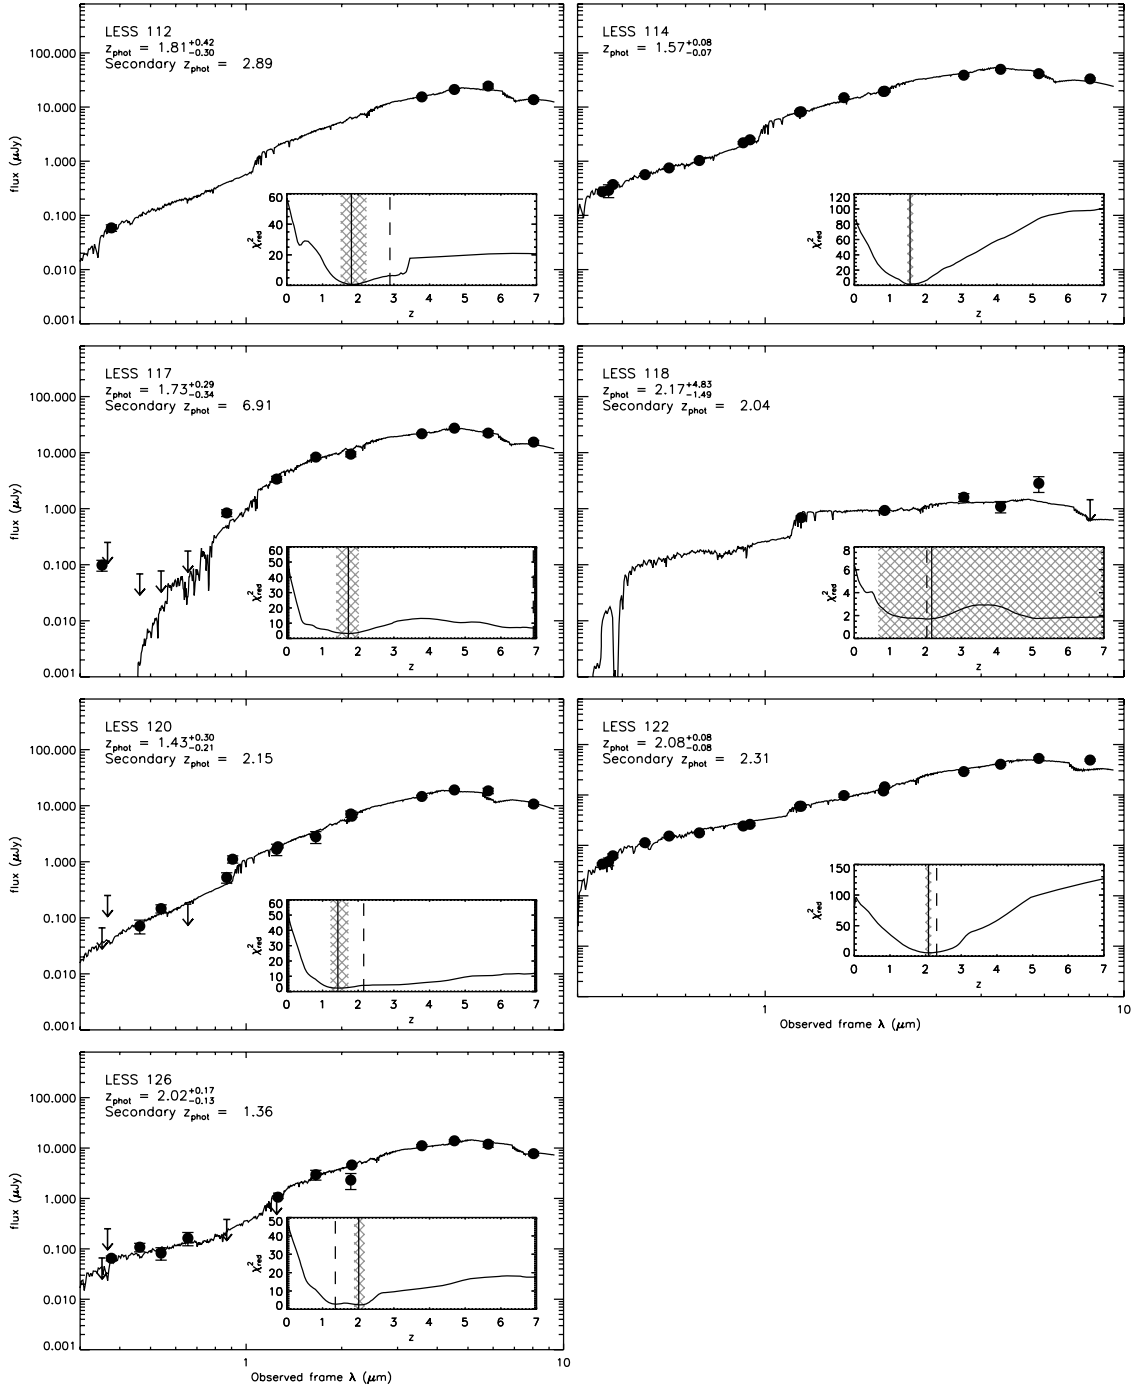 LESS 112
z_phot = 1.81 +0.42 -0.30
Secondary z_phot = 2.89
100.000
10.000
1.000
0.100
0.010
0.001
flux (μJy)
60
40
20
0
χ²_red
0 1 2 3 4 5 6 7
z
LESS 114
z_phot = 1.57 +0.08 -0.07
120
100
80
60
40
20
0
χ²_red
0 1 2 3 4 5 6 7
z
LESS 117
z_phot = 1.73 +0.29 -0.34
Secondary z_phot = 6.91
100.000
10.000
1.000
0.100
0.010
0.001
flux (μJy)
60
50
40
30
20
10
0
χ²_red
0 1 2 3 4 5 6 7
z
LESS 118
z_phot = 2.17 +4.83 -1.49
Secondary z_phot = 2.04
8
6
4
2
0
χ²_red
0 1 2 3 4 5 6 7
z
LESS 120
z_phot = 1.43 +0.30 -0.21
Secondary z_phot = 2.15
100.000
10.000
1.000
0.100
0.010
0.001
flux (μJy)
60
50
40
30
20
10
0
χ²_red
0 1 2 3 4 5 6 7
z
LESS 122
z_phot = 2.08 +0.08 -0.08
Secondary z_phot = 2.31
150
100
50
0
χ²_red
0 1 2 3 4 5 6 7
z
1 10
Observed frame λ (μm)
LESS 126
z_phot = 2.02 +0.17 -0.13
Secondary z_phot = 1.36
100.000
10.000
1.000
0.100
0.010
0.001
flux (μJy)
50
40
30
20
10
0
χ²_red
0 1 2 3 4 5 6 7
z
1 10
Observed frame λ (μm)